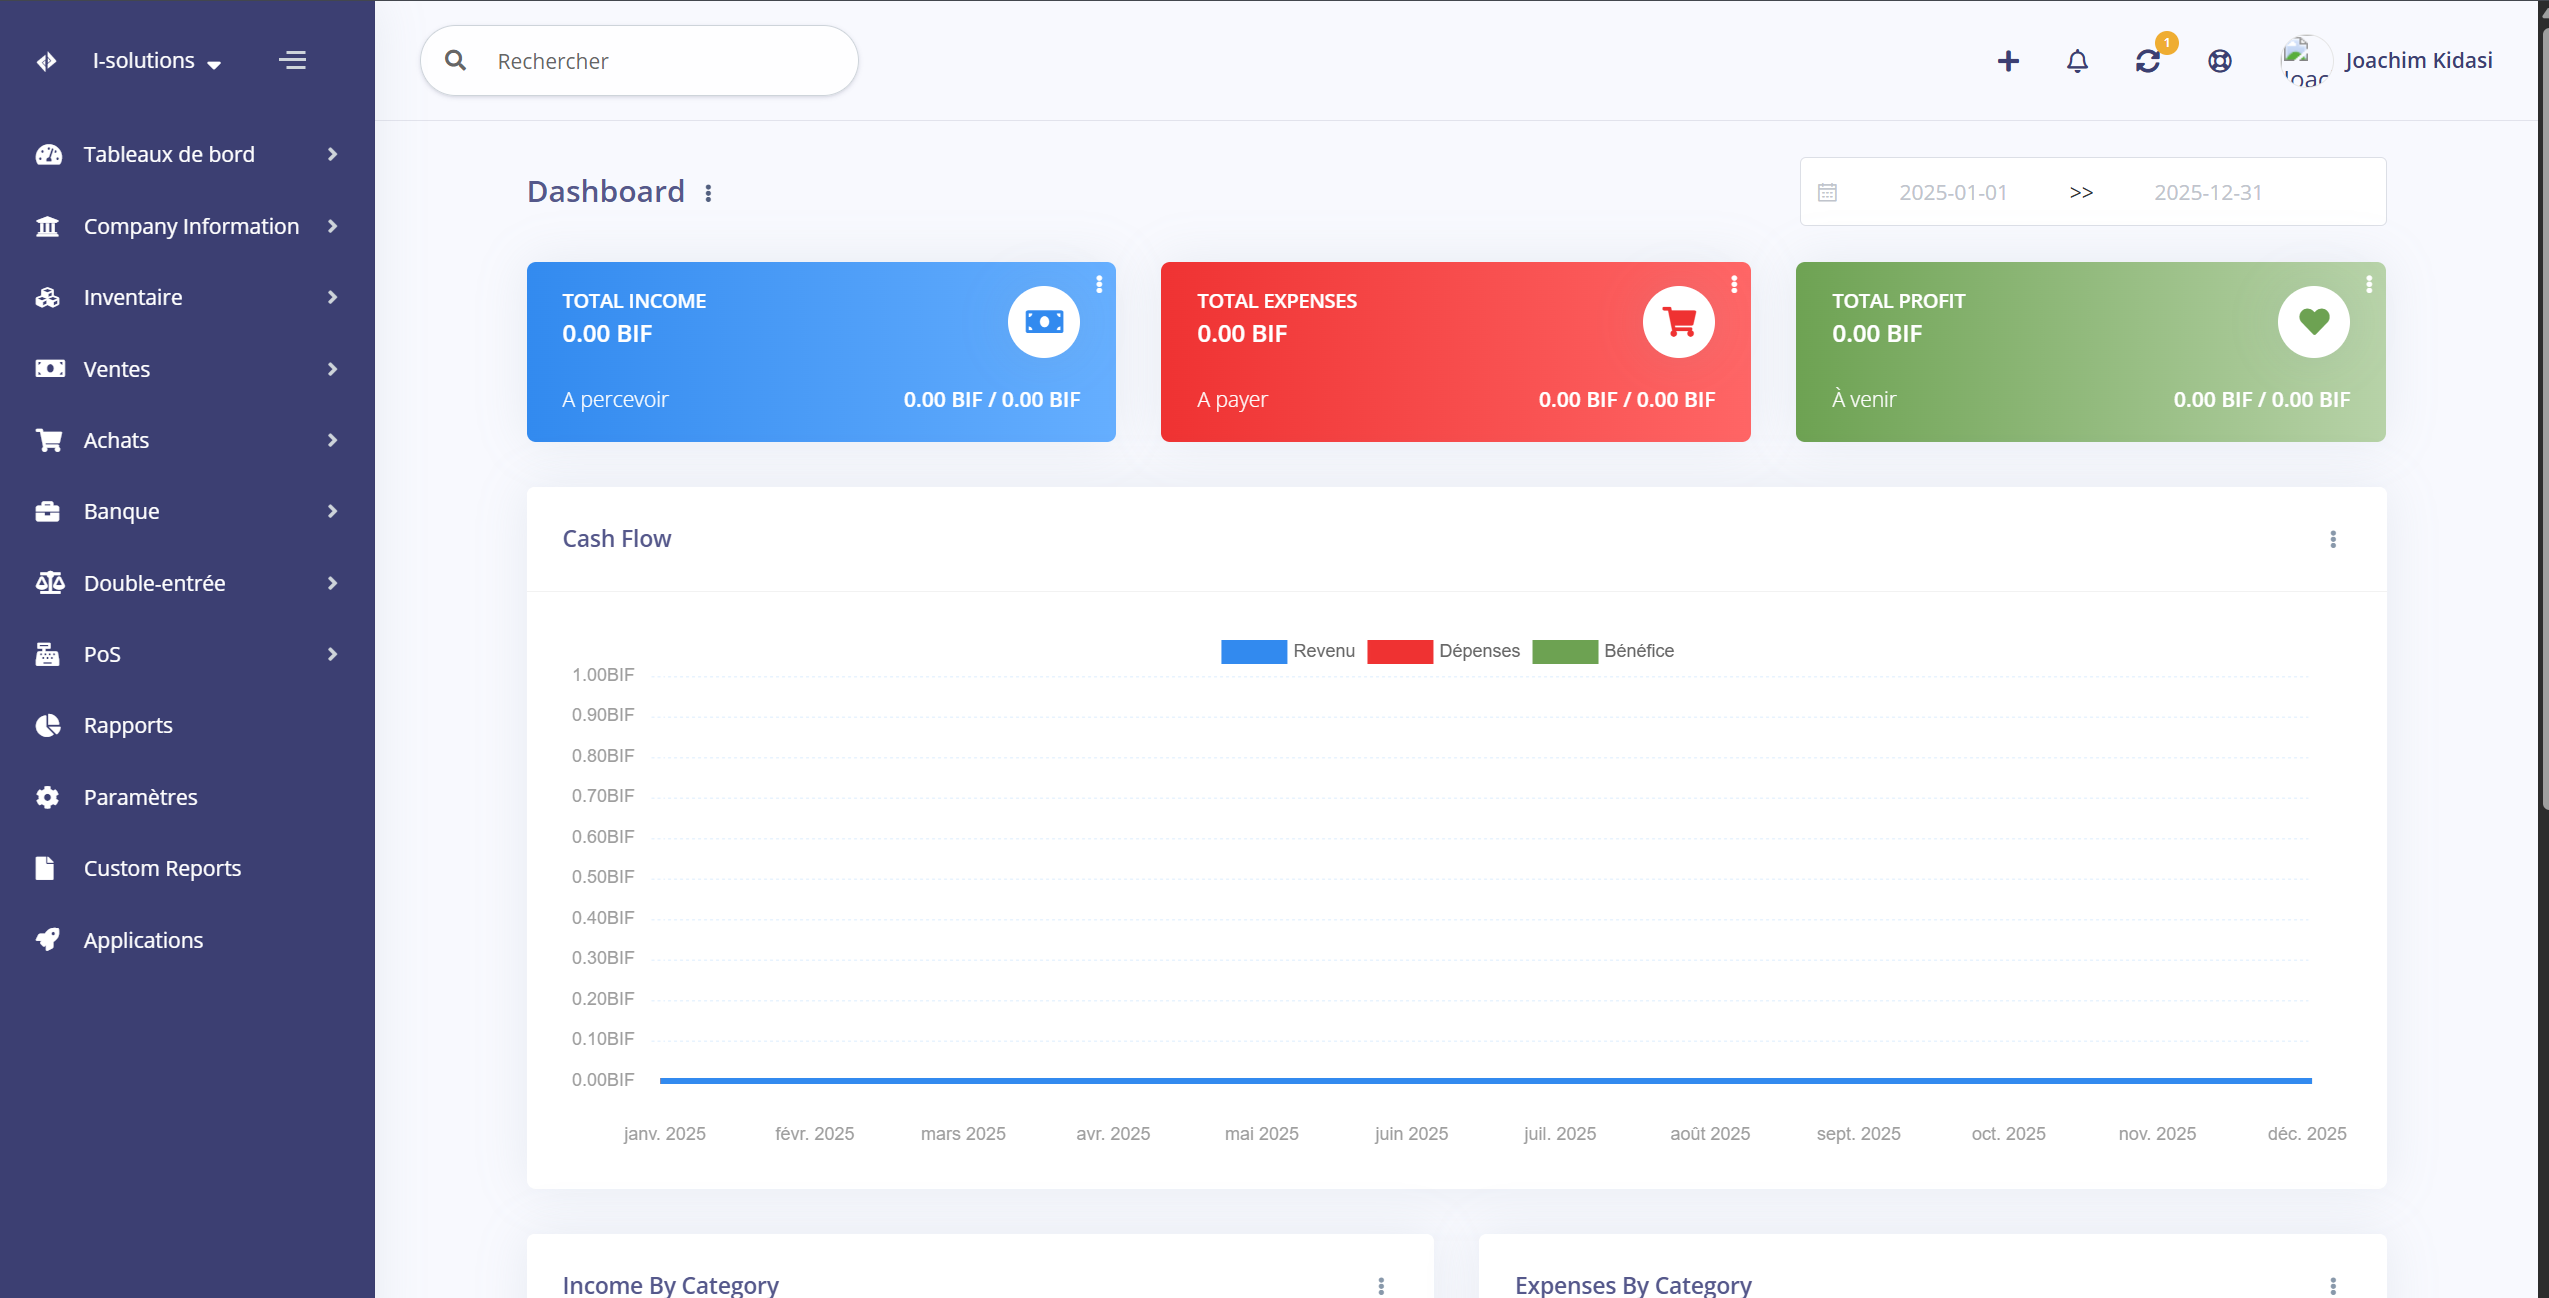 I-solutions
Rechercher
1
Joac
Joachim Kidasi
Tableaux de bord
Company Information
Inventaire
Ventes
Achats
Banque
Double-entrée
PoS
Rapports
Paramètres
Custom Reports
Applications
Dashboard
2025-01-01 >> 2025-12-31
TOTAL INCOME
0.00 BIF
A percevoir 0.00 BIF / 0.00 BIF
TOTAL EXPENSES
0.00 BIF
A payer 0.00 BIF / 0.00 BIF
TOTAL PROFIT
0.00 BIF
À venir 0.00 BIF / 0.00 BIF
Cash Flow
Revenu Dépenses Bénéfice
1.00BIF
0.90BIF
0.80BIF
0.70BIF
0.60BIF
0.50BIF
0.40BIF
0.30BIF
0.20BIF
0.10BIF
0.00BIF
janv. 2025 févr. 2025 mars 2025 avr. 2025 mai 2025 juin 2025 juil. 2025 août 2025 sept. 2025 oct. 2025 nov. 2025 déc. 2025
Income By Category
Expenses By Category